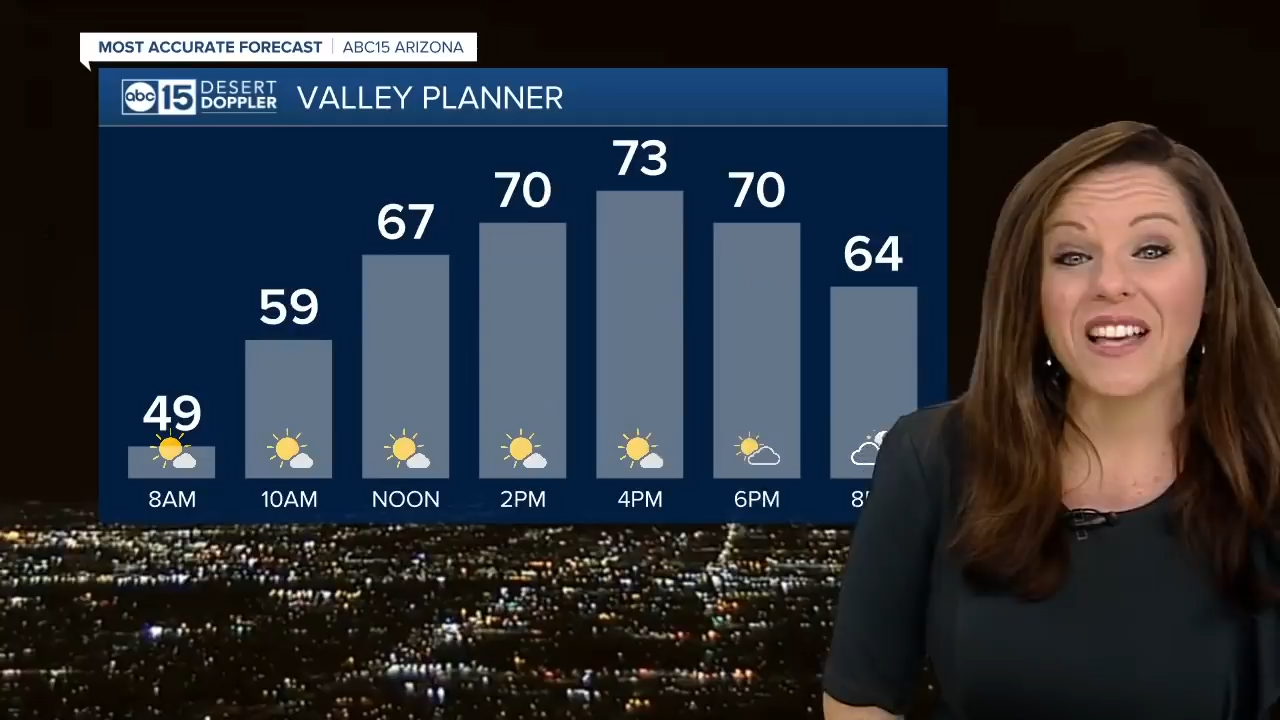 MOST ACCURATE FORECAST | ABC15 ARIZONA
abc 15 DESERT DOPPLER VALLEY PLANNER
49 59 67 70 73 70 64
8AM 10AM NOON 2PM 4PM 6PM